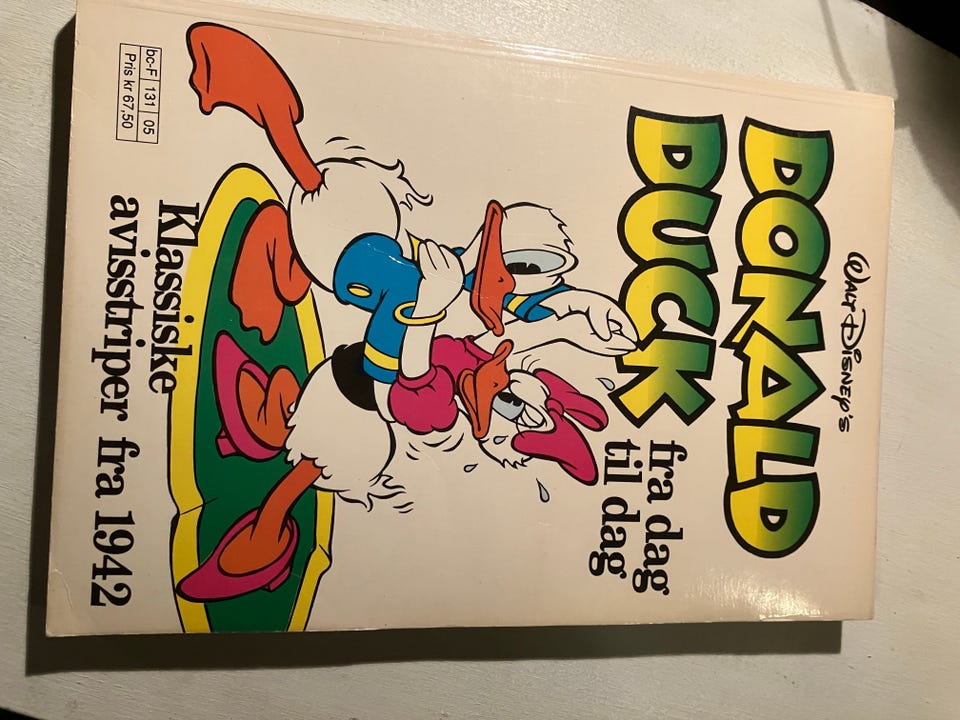 WALT DISNEY'S
DONALD
DUCK
fra dag
til dag
Klassiske
avisstriper fra 1942
bc-F 131 05
Pris kr 67,50